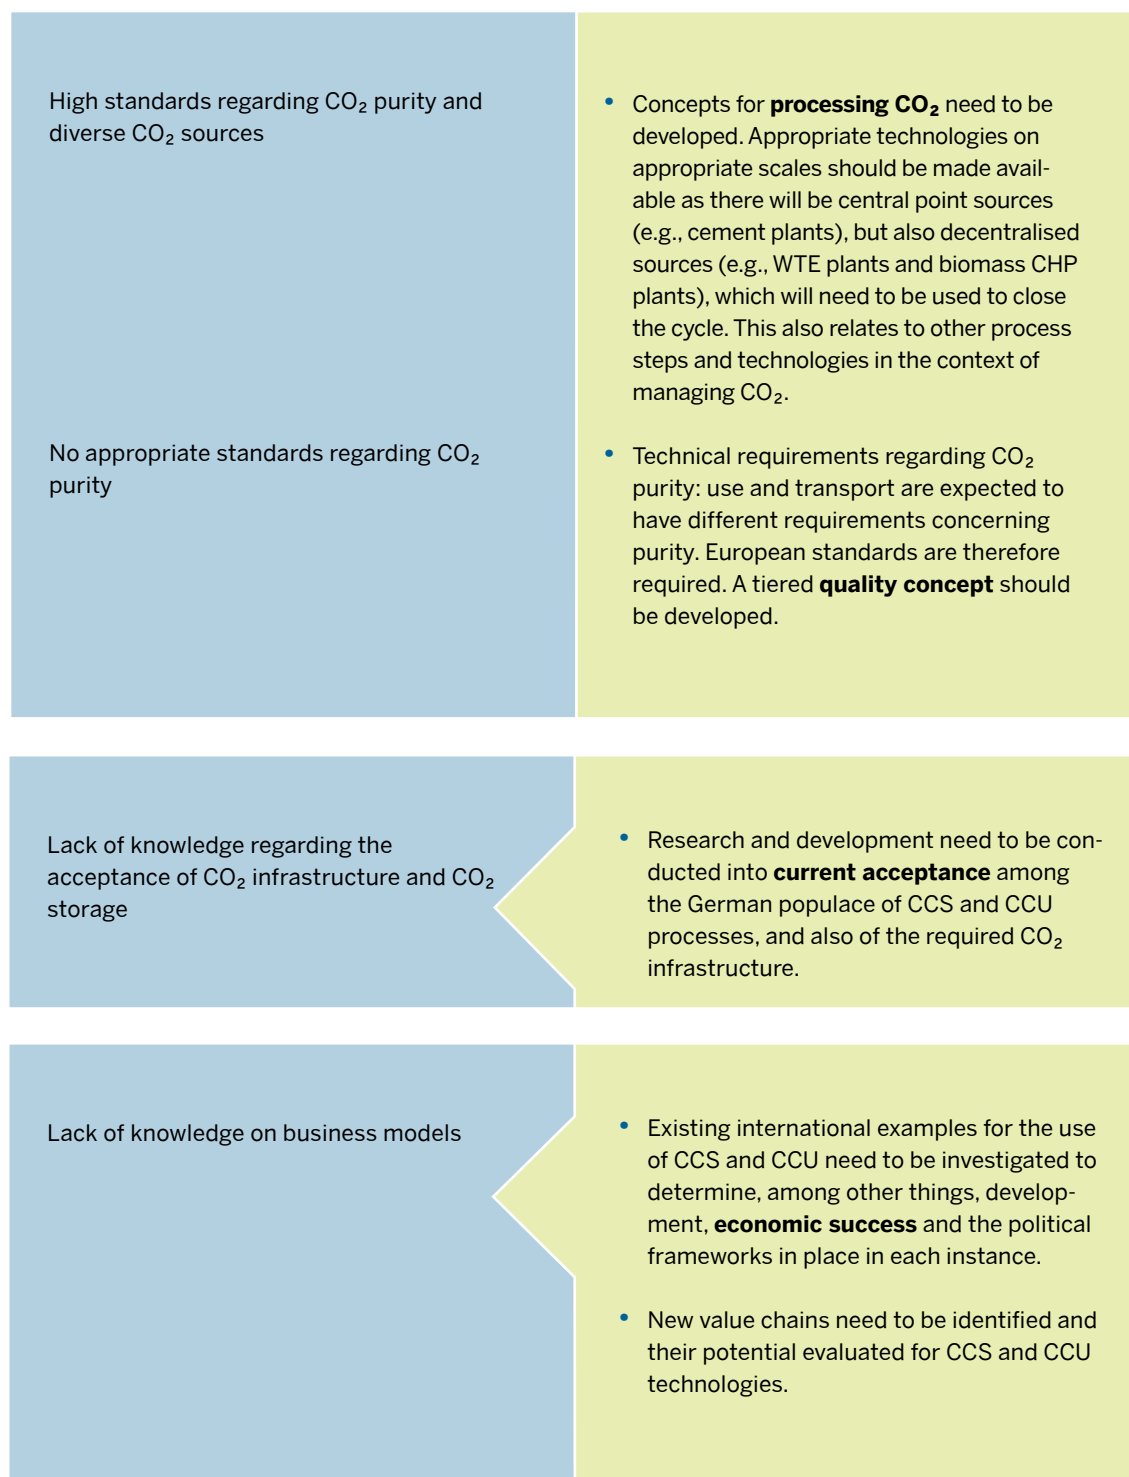 High standards regarding CO₂ purity and
diverse CO₂ sources
• Concepts for processing CO₂ need to be
developed. Appropriate technologies on
appropriate scales should be made avail-
able as there will be central point sources
(e.g., cement plants), but also decentralised
sources (e.g., WTE plants and biomass CHP
plants), which will need to be used to close
the cycle. This also relates to other process
steps and technologies in the context of
managing CO₂.
No appropriate standards regarding CO₂
purity
• Technical requirements regarding CO₂
purity: use and transport are expected to
have different requirements concerning
purity. European standards are therefore
required. A tiered quality concept should
be developed.
Lack of knowledge regarding the
acceptance of CO₂ infrastructure and CO₂
storage
• Research and development need to be con-
ducted into current acceptance among
the German populace of CCS and CCU
processes, and also of the required CO₂
infrastructure.
Lack of knowledge on business models
• Existing international examples for the use
of CCS and CCU need to be investigated to
determine, among other things, develop-
ment, economic success and the political
frameworks in place in each instance.
• New value chains need to be identified and
their potential evaluated for CCS and CCU
technologies.